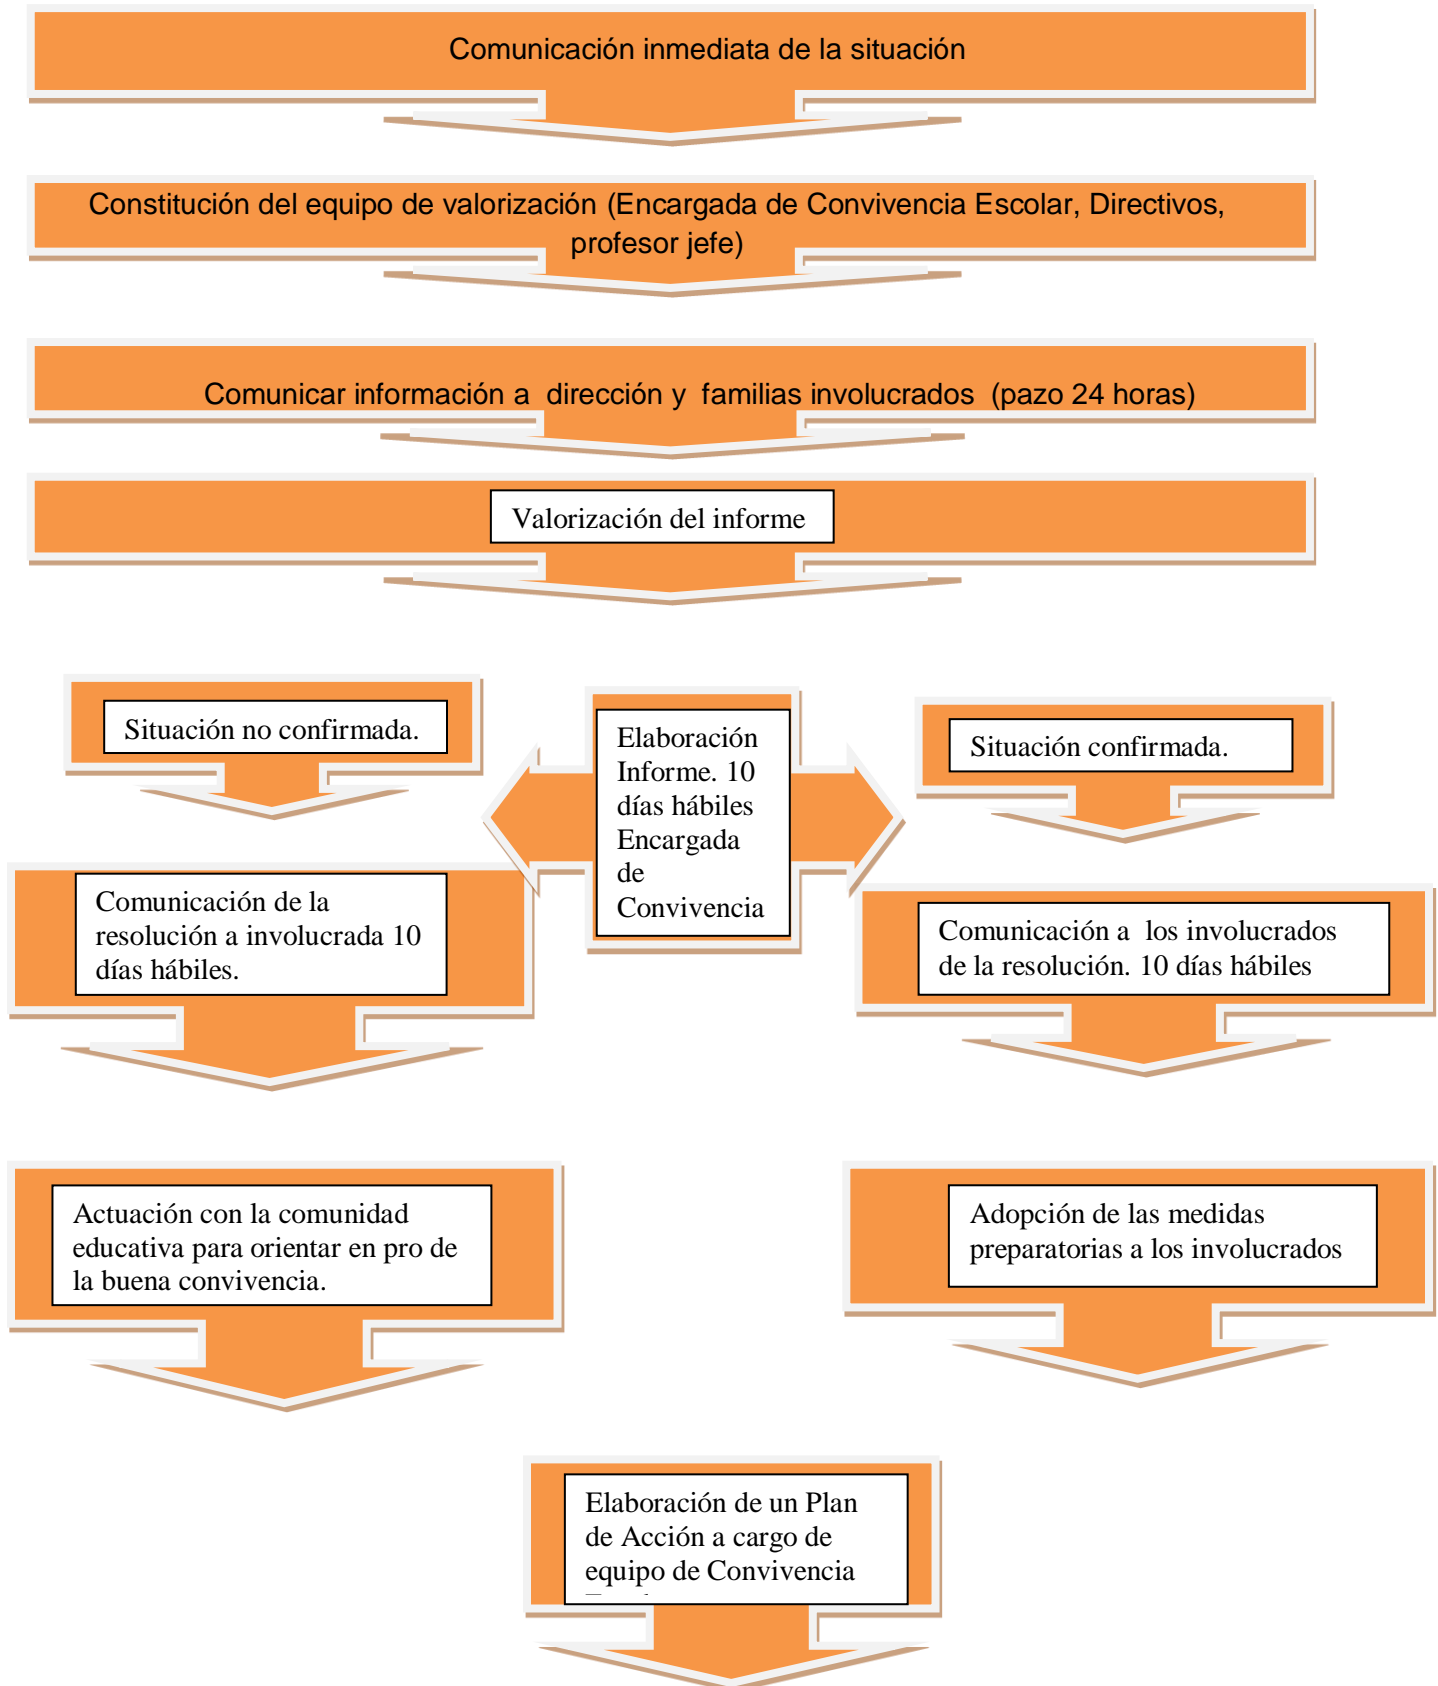 Comunicación inmediata de la situación
Constitución del equipo de valorización (Encargada de Convivencia Escolar, Directivos,
profesor jefe)
Comunicar información a  dirección y  familias involucrados  (pazo 24 horas)
Valorización del informe
Situación no confirmada.
Elaboración
Informe. 10
días hábiles
Encargada
de
Convivencia
Situación confirmada.
Comunicación de la
resolución a involucrada 10
días hábiles.
Comunicación a  los involucrados
de la resolución. 10 días hábiles
Actuación con la comunidad
educativa para orientar en pro de
la buena convivencia.
Adopción de las medidas
preparatorias a los involucrados
Elaboración de un Plan
de Acción a cargo de
equipo de Convivencia